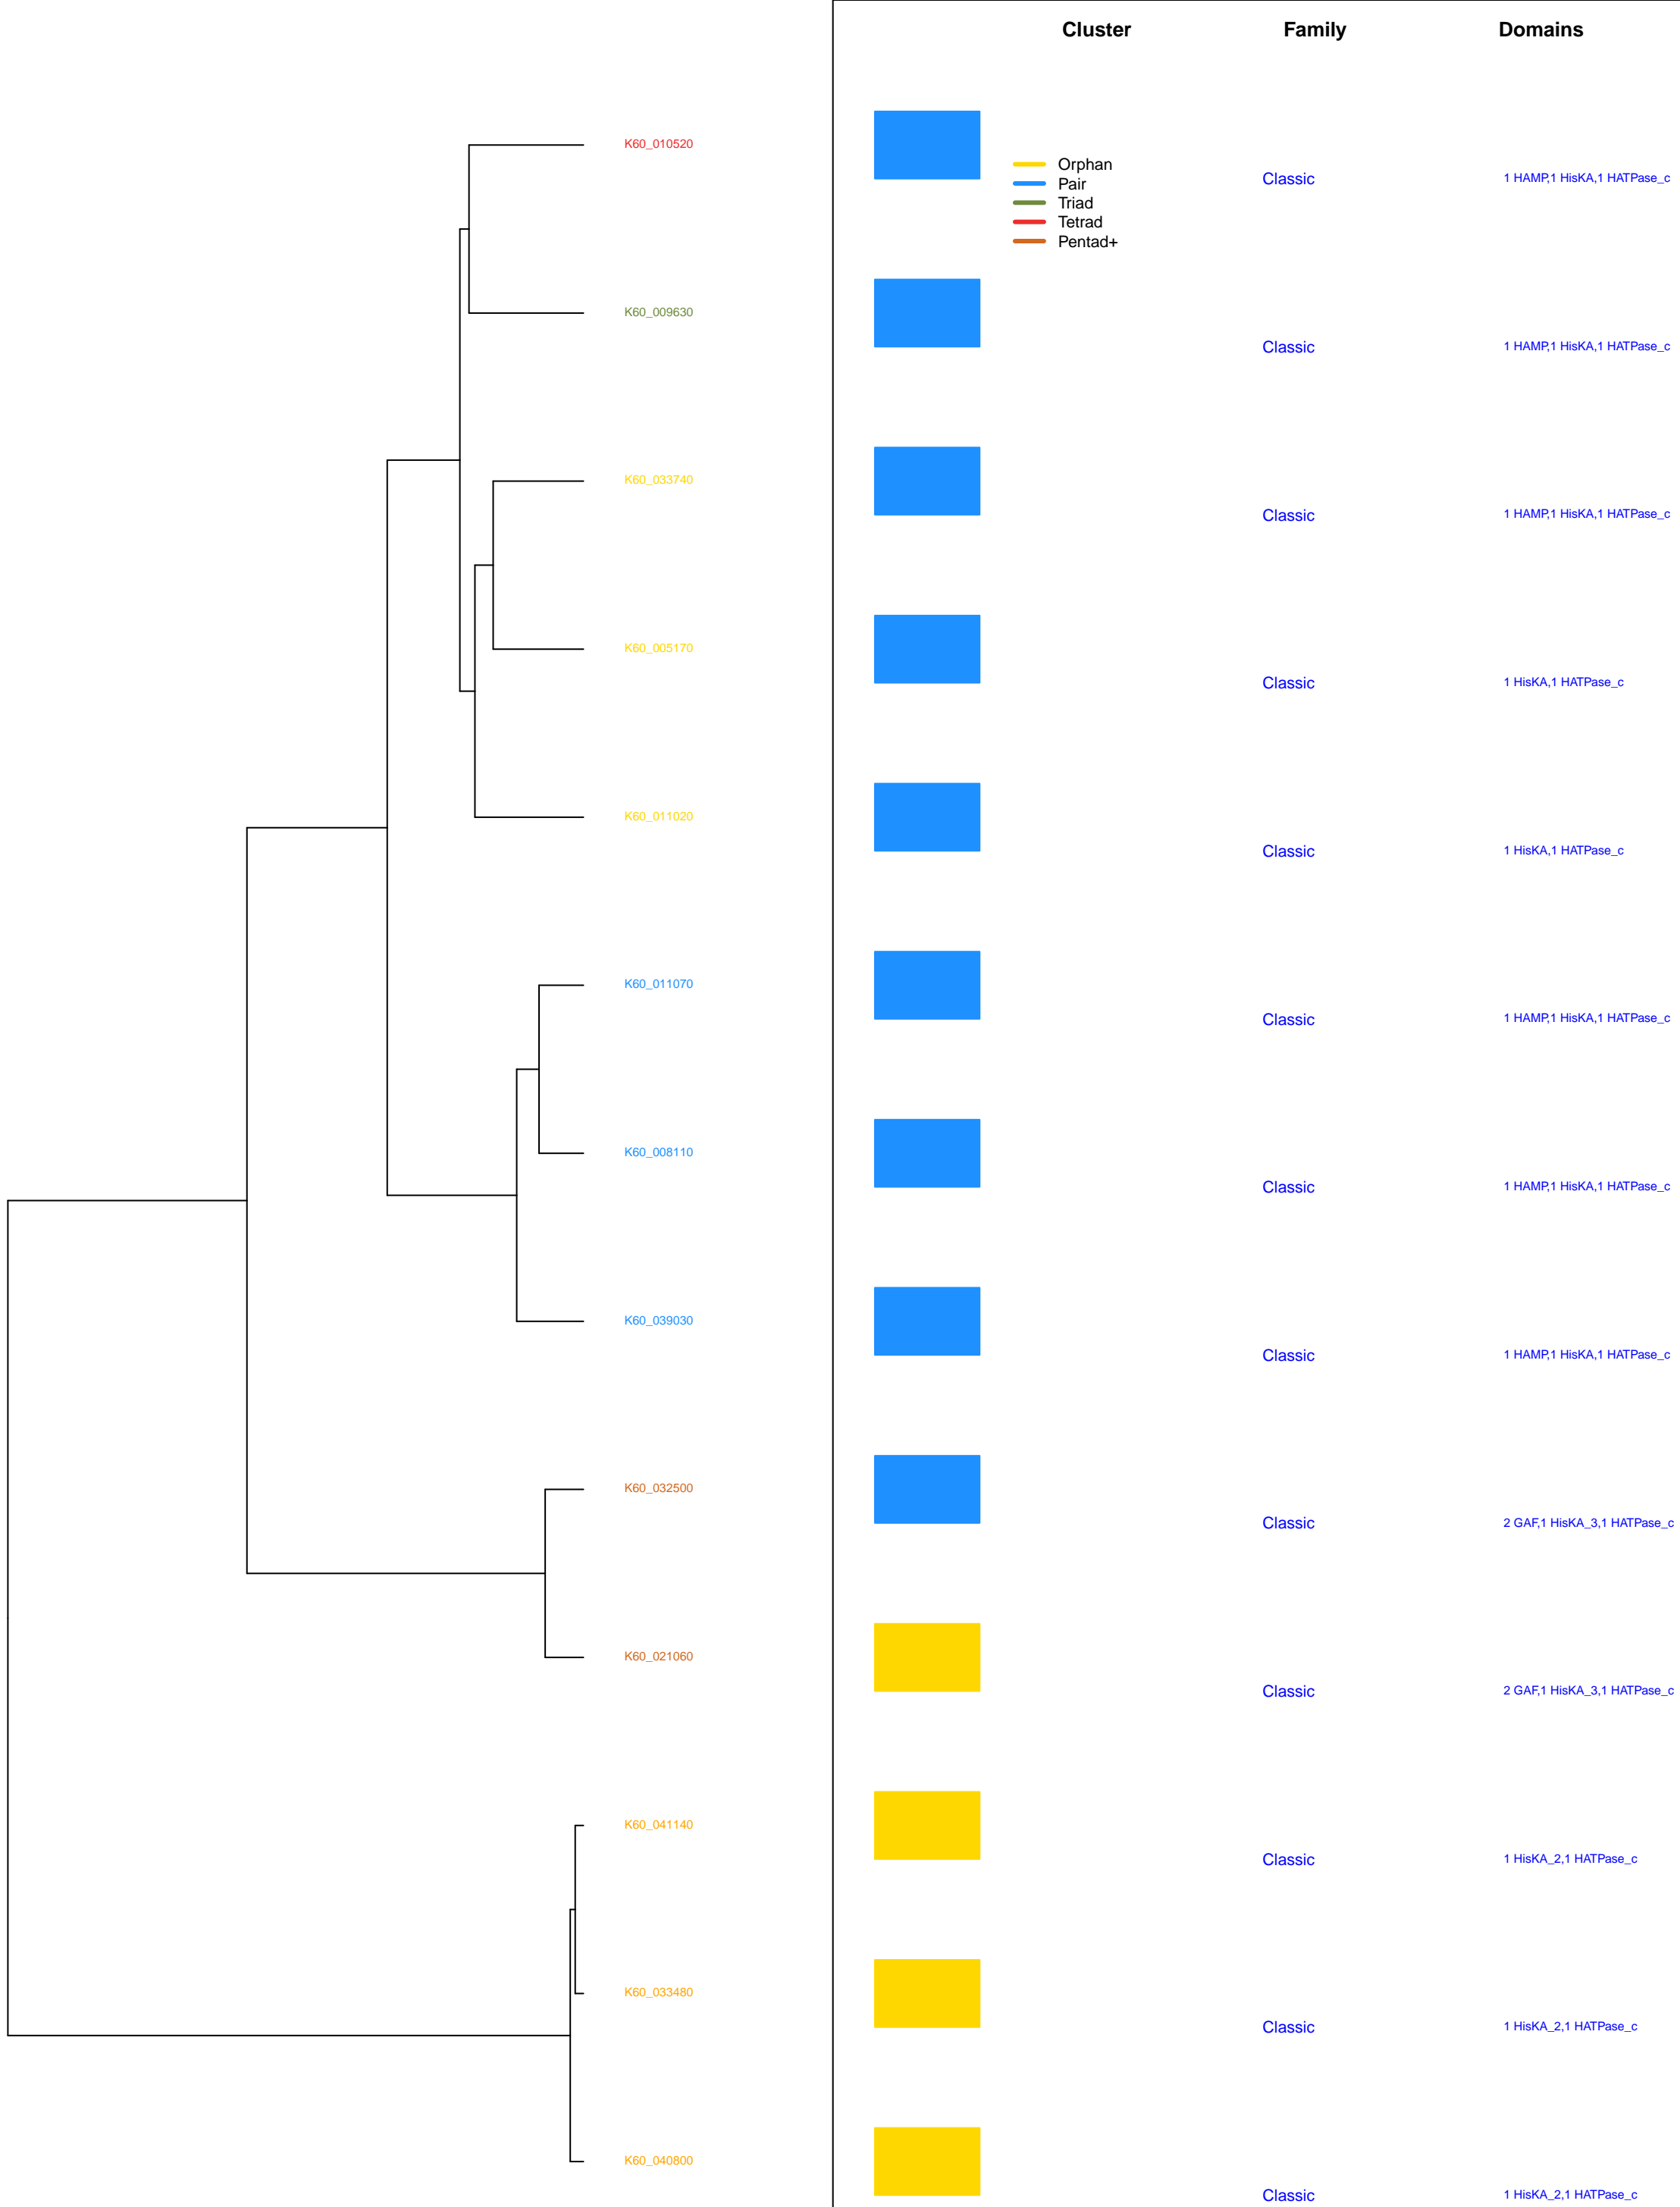 Cluster Family Domains
K60_010520
Orphan
Pair
Triad
Tetrad
Pentad+
Classic 1 HAMP,1 HisKA,1 HATPase_c
K60_009630
Classic 1 HAMP,1 HisKA,1 HATPase_c
K60_033740
Classic 1 HAMP,1 HisKA,1 HATPase_c
K60_005170
Classic 1 HisKA,1 HATPase_c
K60_011020
Classic 1 HisKA,1 HATPase_c
K60_011070
Classic 1 HAMP,1 HisKA,1 HATPase_c
K60_008110
Classic 1 HAMP,1 HisKA,1 HATPase_c
K60_039030
Classic 1 HAMP,1 HisKA,1 HATPase_c
K60_032500
Classic 2 GAF,1 HisKA_3,1 HATPase_c
K60_021060
Classic 2 GAF,1 HisKA_3,1 HATPase_c
K60_041140
Classic 1 HisKA_2,1 HATPase_c
K60_033480
Classic 1 HisKA_2,1 HATPase_c
K60_040800
Classic 1 HisKA_2,1 HATPase_c